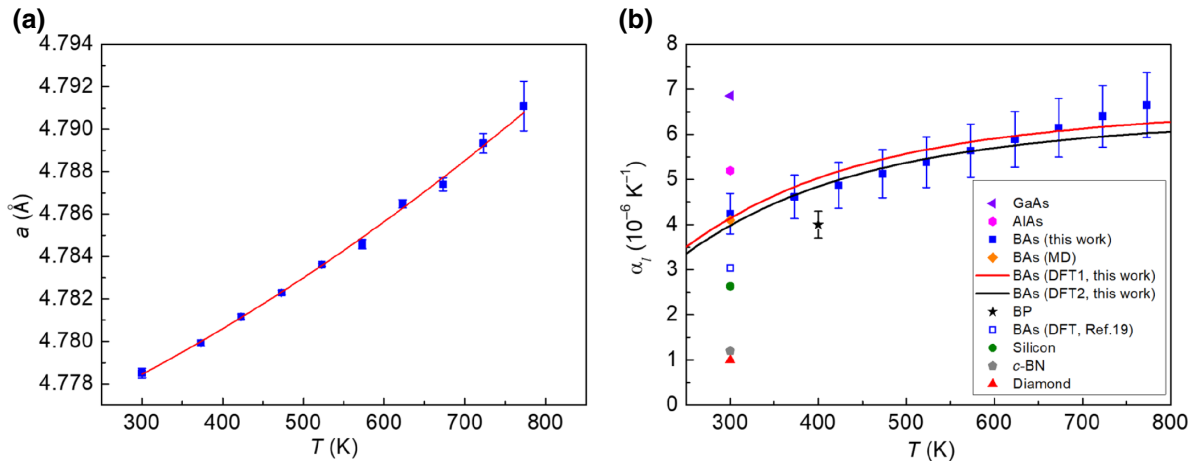 (a)
4.794
4.792
4.790
4.788
4.786
4.784
4.782
4.780
4.778
a (Å)
300 400 500 600 700 800
T (K)
(b)
8
7
6
5
4
3
2
1
0
α_l (10⁻⁶ K⁻¹)
GaAs
AlAs
BAs (this work)
BAs (MD)
BAs (DFT1, this work)
BAs (DFT2, this work)
BP
BAs (DFT, Ref.19)
Silicon
c-BN
Diamond
300 400 500 600 700 800
T (K)